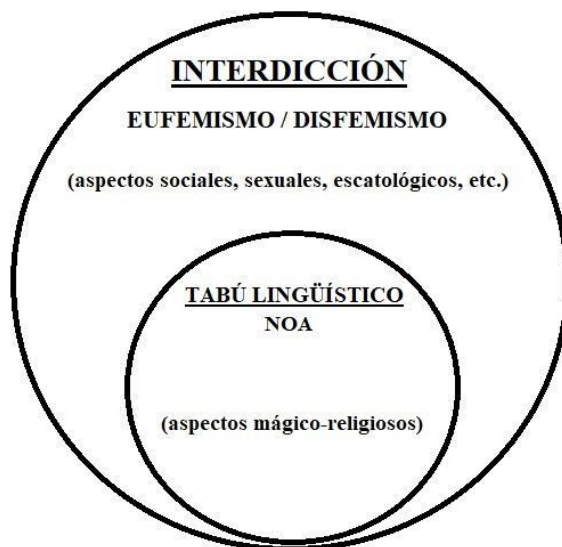 INTERDICCIÓN
EUFEMISMO / DISFEMISMO
(aspectos sociales, sexuales, escatológicos, etc.)
TABÚ LINGÜÍSTICO
NOA
(aspectos mágico-religiosos)